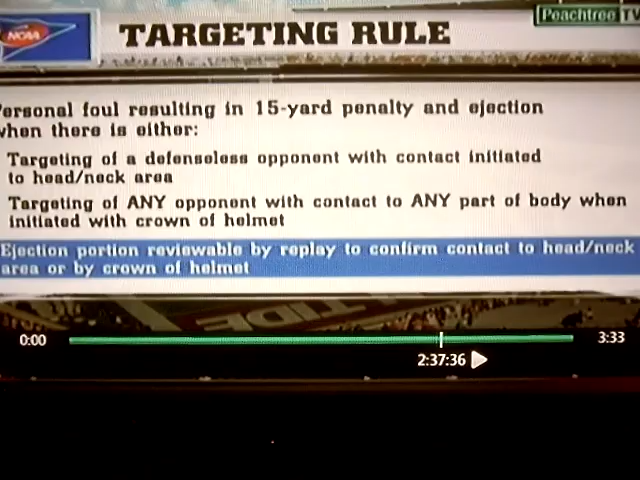 NCAA
TARGETING RULE
Peachtree TV
Personal foul resulting in 15-yard penalty and ejection
when there is either:
Targeting of a defenseless opponent with contact initiated
to head/neck area
Targeting of ANY opponent with contact to ANY part of body when
initiated with crown of helmet
Ejection portion reviewable by replay to confirm contact to head/neck
area or by crown of helmet
TIDE
0:00
3:33
2:37:36